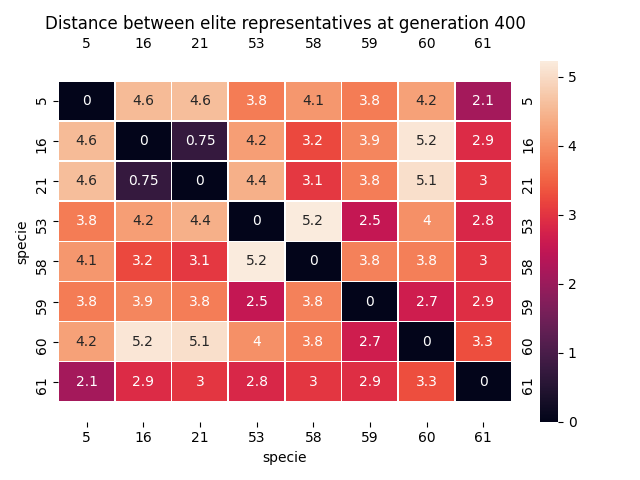 Distance between elite representatives at generation 400
5 16 21 53 58 59 60 61
5 0 4.6 4.6 3.8 4.1 3.8 4.2 2.1 5
16 4.6 0 0.75 4.2 3.2 3.9 5.2 2.9 16
21 4.6 0.75 0 4.4 3.1 3.8 5.1 3 21
53 3.8 4.2 4.4 0 5.2 2.5 4 2.8 53
58 4.1 3.2 3.1 5.2 0 3.8 3.8 3 58
59 3.8 3.9 3.8 2.5 3.8 0 2.7 2.9 59
60 4.2 5.2 5.1 4 3.8 2.7 0 3.3 60
61 2.1 2.9 3 2.8 3 2.9 3.3 0 61
5 16 21 53 58 59 60 61
specie
specie
5
4
3
2
1
0